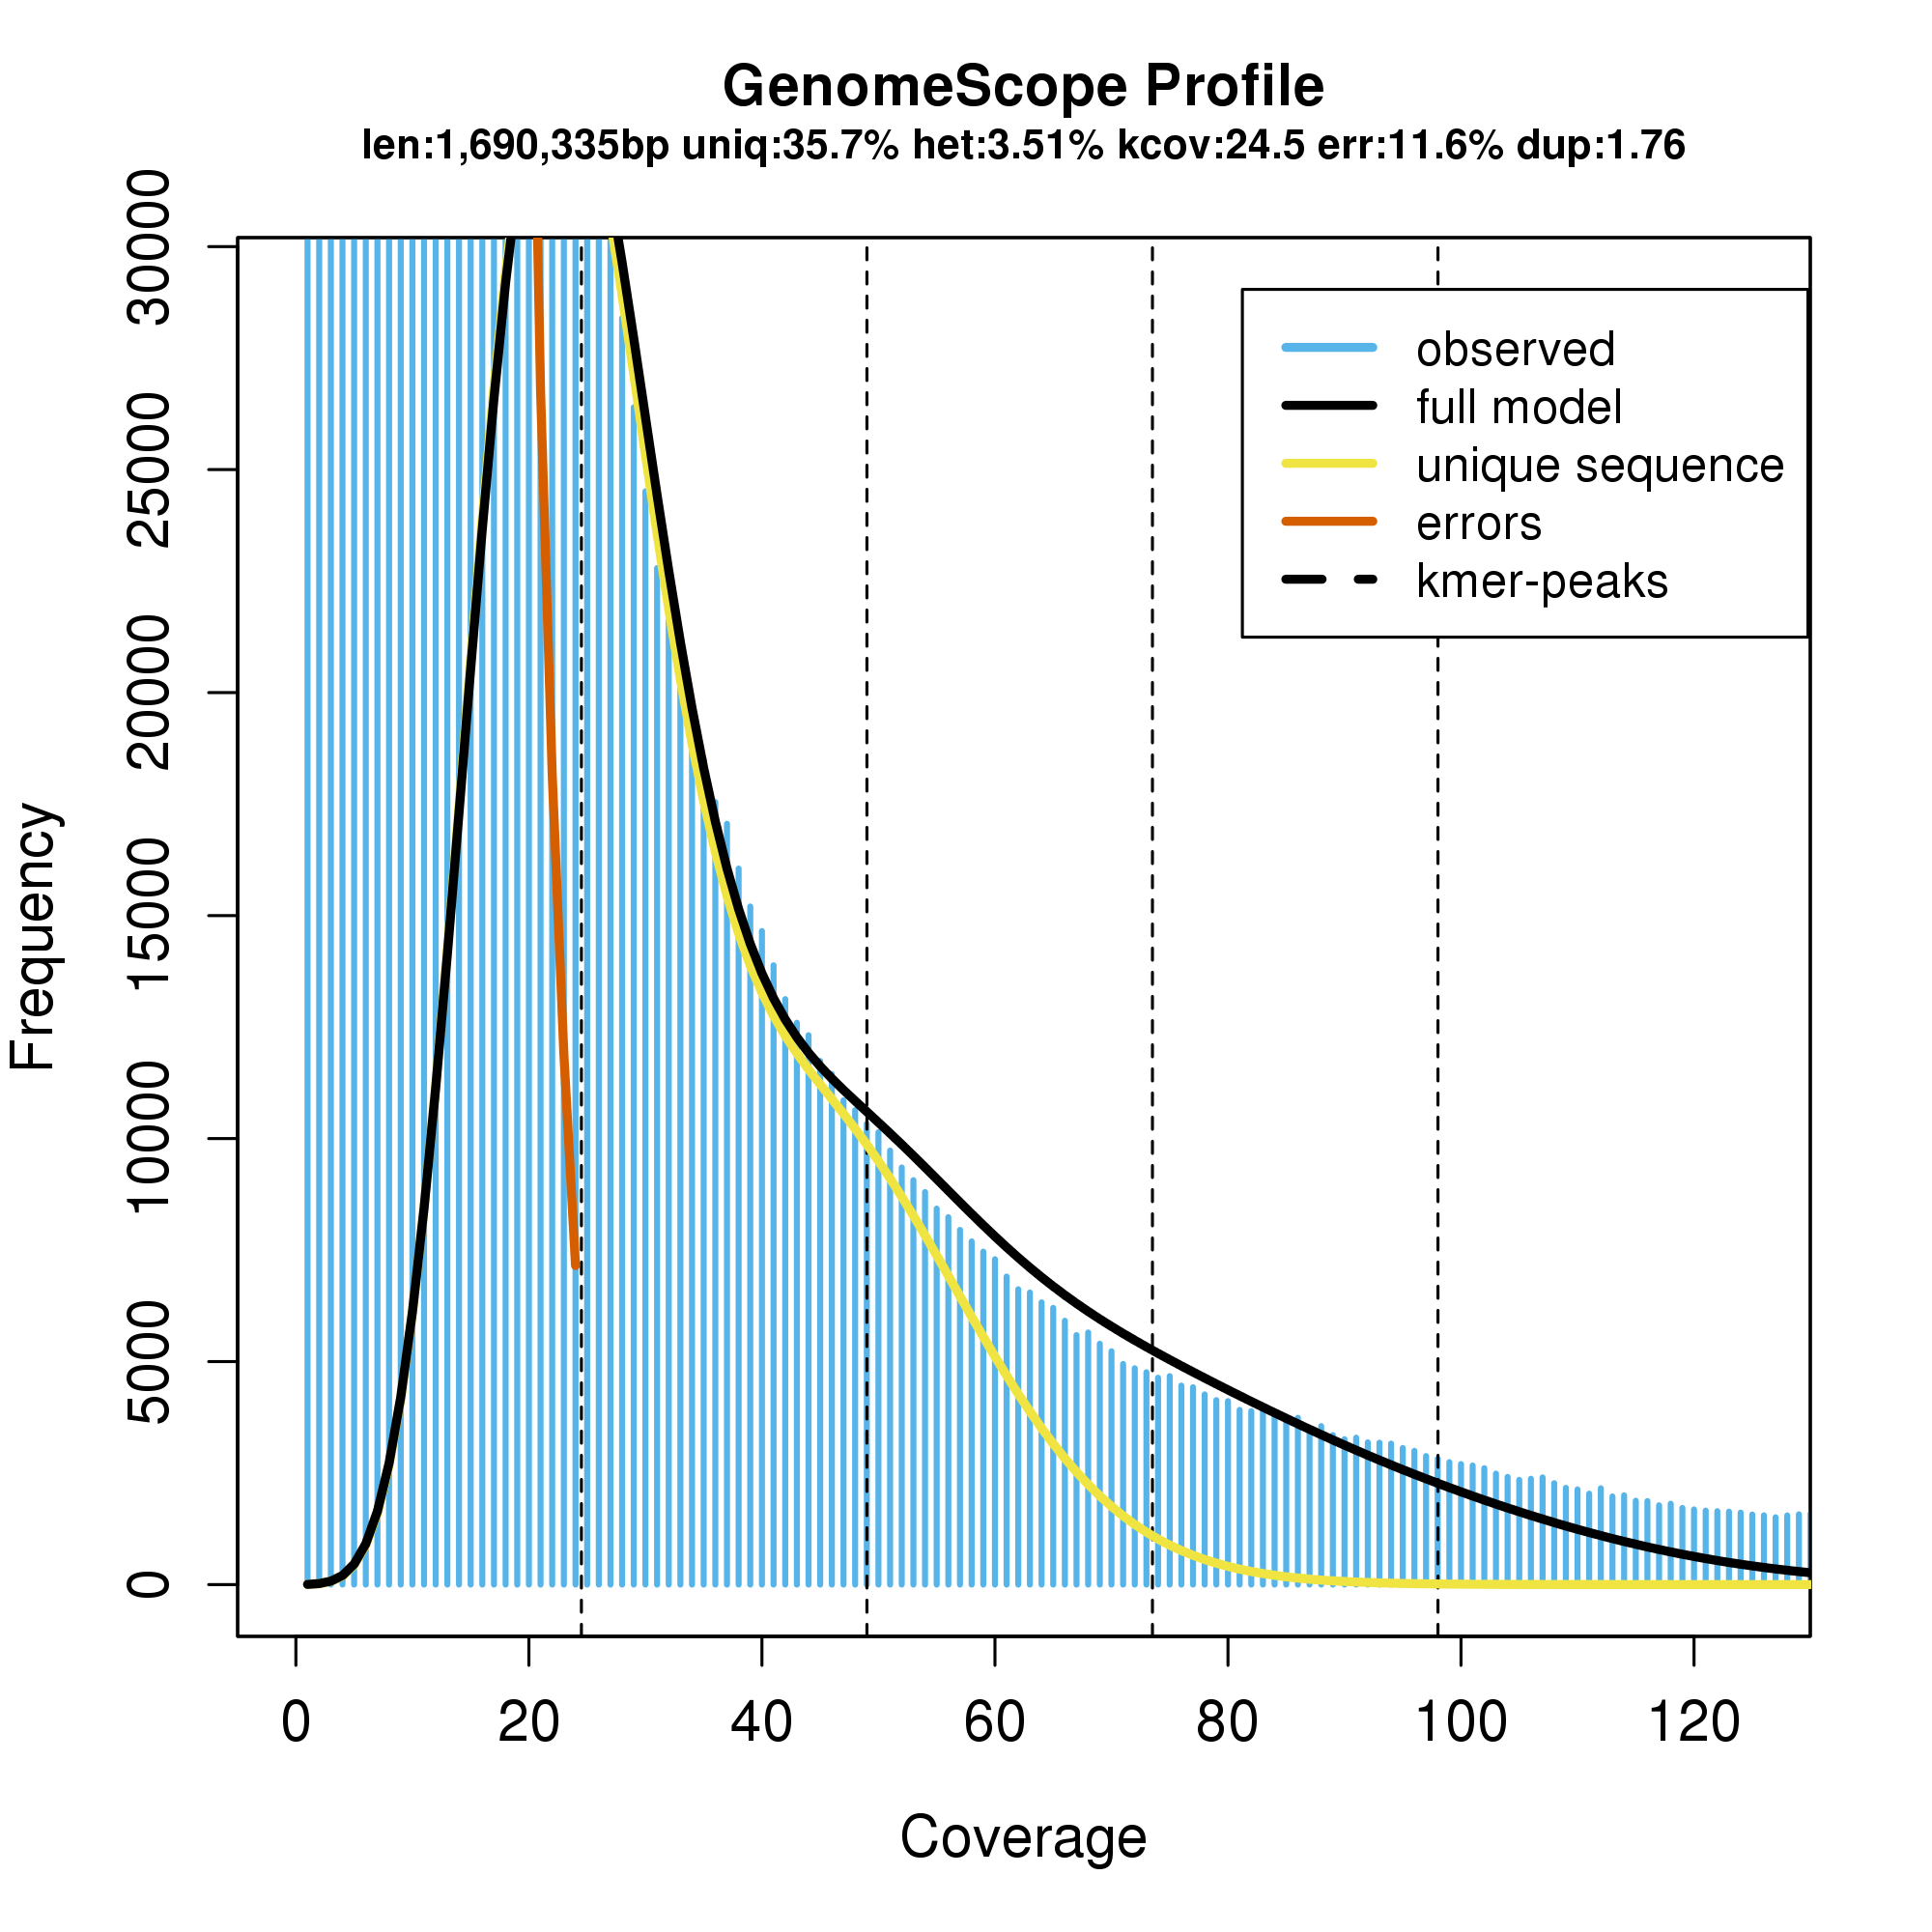 GenomeScope Profile
len:1,690,335bp uniq:35.7% het:3.51% kcov:24.5 err:11.6% dup:1.76
30000
25000
20000
15000
10000
5000
0
Frequency
observed
full model
unique sequence
errors
kmer-peaks
0 20 40 60 80 100 120
Coverage